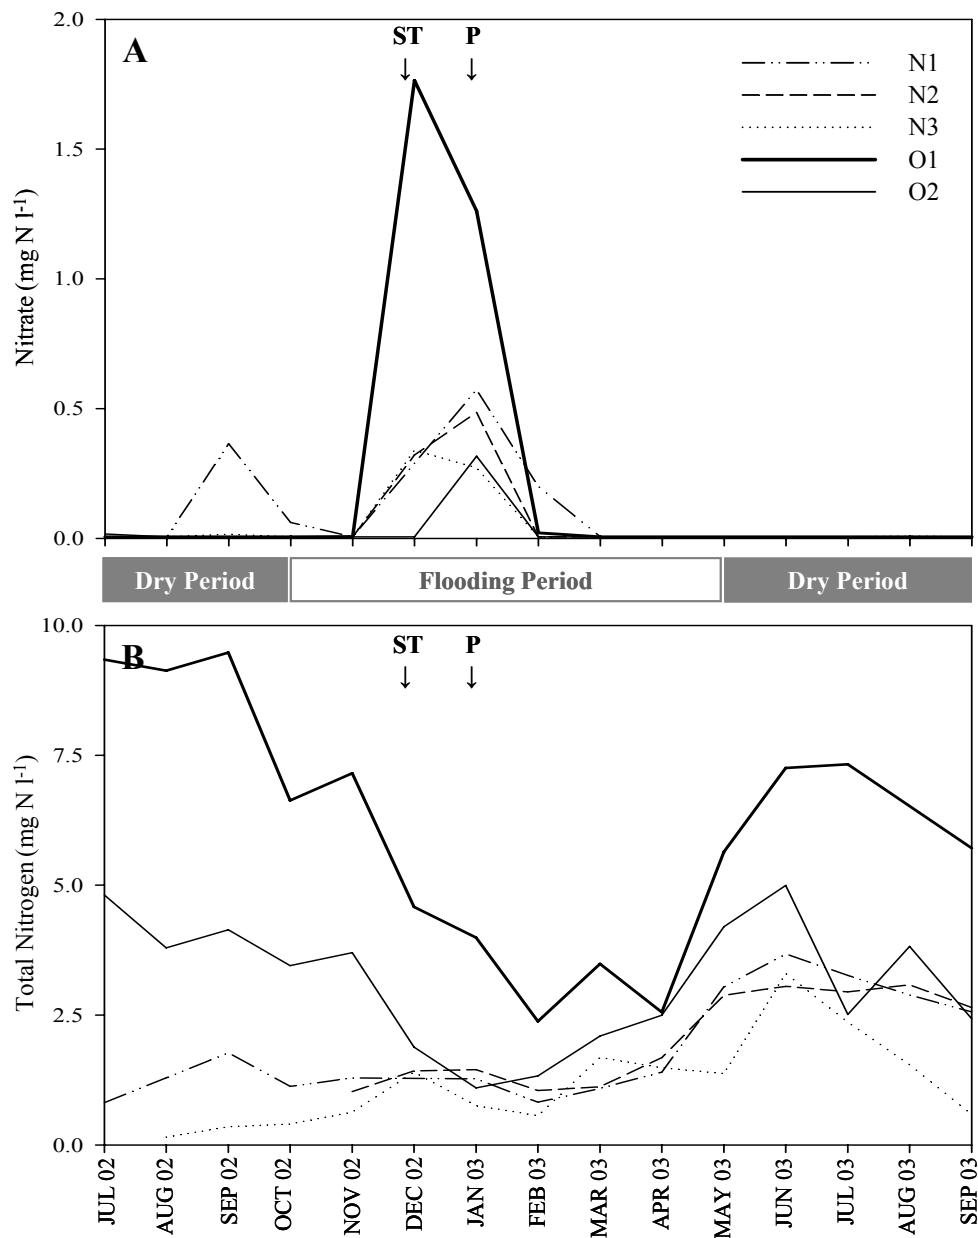 A
ST P
↓ ↓
N1
N2
N3
O1
O2
2.0
1.5
1.0
0.5
0.0
Nitrate (mg N l-1)
Dry Period Flooding Period Dry Period
B
ST P
↓ ↓
10.0
7.5
5.0
2.5
0.0
Total Nitrogen (mg N l-1)
JUL 02
AUG 02
SEP 02
OCT 02
NOV 02
DEC 02
JAN 03
FEB 03
MAR 03
APR 03
MAY 03
JUN 03
JUL 03
AUG 03
SEP 03